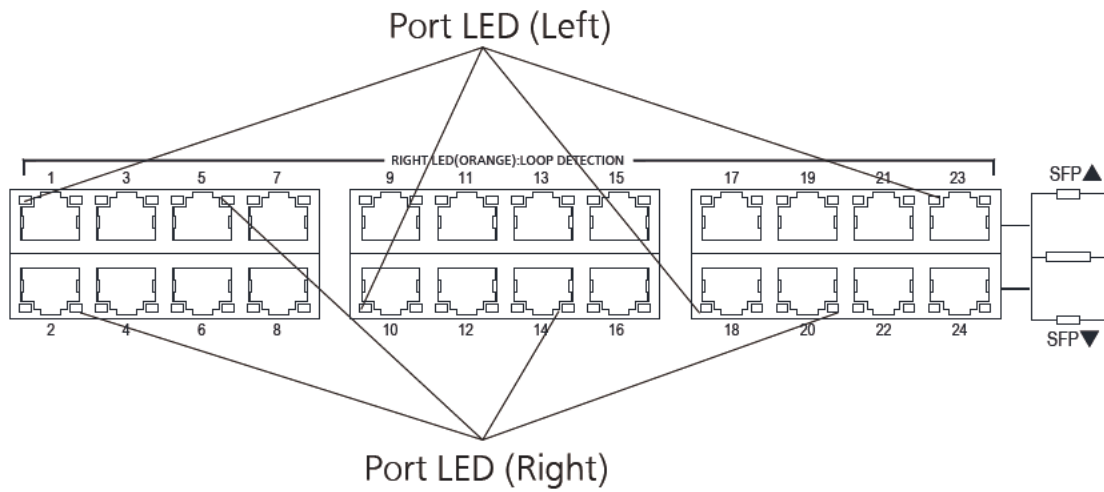 Port LED (Left)
RIGHT LED(ORANGE):LOOP DETECTION
1 3 5 7 9 11 13 15 17 19 21 23
SFP▲
2 4 6 8 10 12 14 16 18 20 22 24
SFP▼
Port LED (Right)